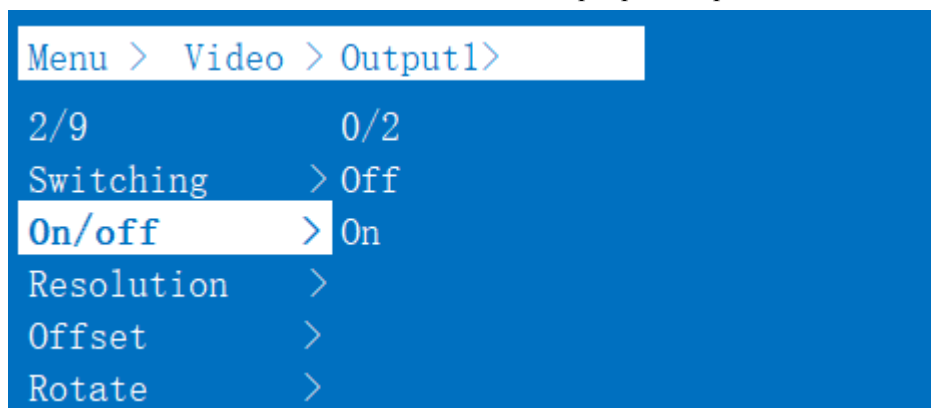 Menu > Video > Output1>
2/9 0/2
Switching > Off
On/off > On
Resolution >
Offset >
Rotate >